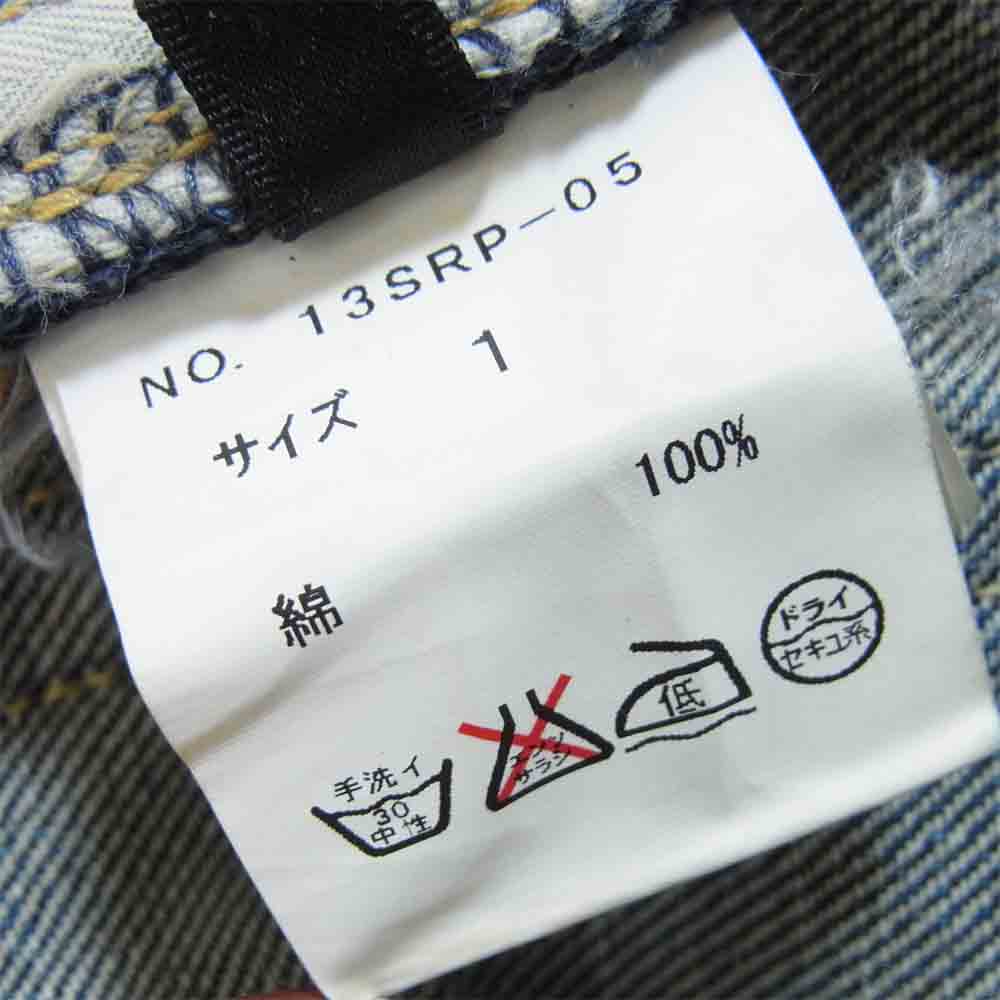 NO. 13SRP-05
サイズ 1
綿 100%
手洗イ
30
中性
エンソ
サラシ
低
ドライ
セキユ系